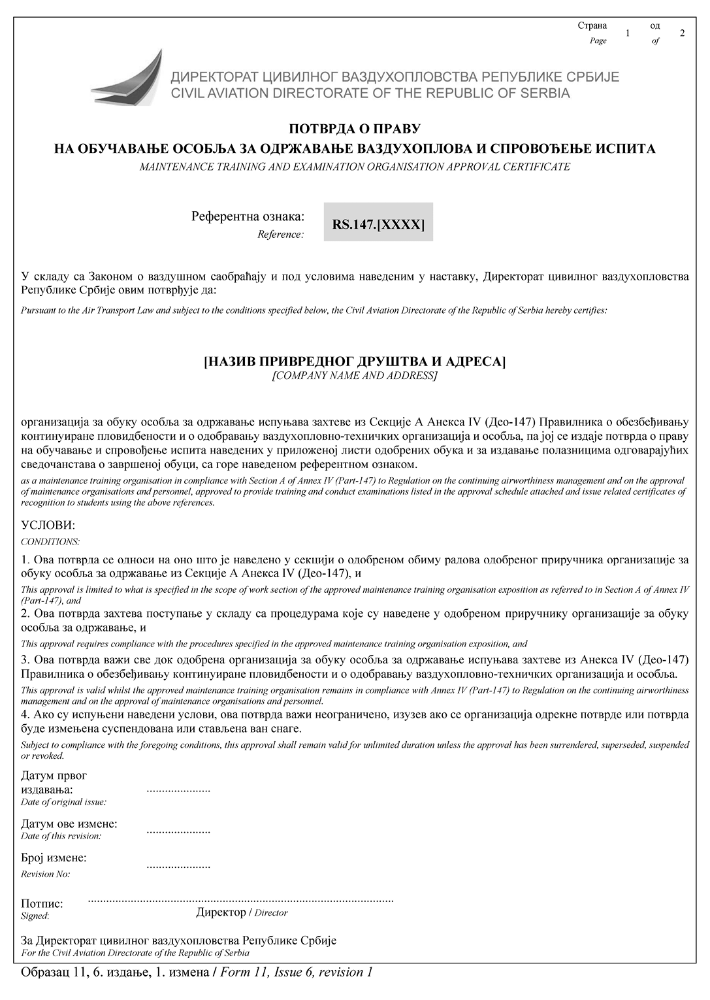 Страна 1 од 2
Page of
ДИРЕКТОРАТ ЦИВИЛНОГ ВАЗДУХОПЛОВСТВА РЕПУБЛИКЕ СРБИЈЕ
CIVIL AVIATION DIRECTORATE OF THE REPUBLIC OF SERBIA
ПОТВРДА О ПРАВУ
НА ОБУЧАВАЊЕ ОСОБЉА ЗА ОДРЖАВАЊЕ ВАЗДУХОПЛОВА И СПРОВОЂЕЊЕ ИСПИТА
MAINTENANCE TRAINING AND EXAMINATION ORGANISATION APPROVAL CERTIFICATE
Референтна ознака:
Reference:
RS.147.[XXXX]
У складу са Законом о ваздушном саобраћају и под условима наведеним у наставку, Директорат цивилног ваздухопловства
Републике Србије овим потврђује да:
Pursuant to the Air Transport Law and subject to the conditions specified below, the Civil Aviation Directorate of the Republic of Serbia hereby certifies:
[НАЗИВ ПРИВРЕДНОГ ДРУШТВА И АДРЕСА]
[COMPANY NAME AND ADDRESS]
организација за обуку особља за одржавање испуњава захтеве из Секције А Анекса IV (Део-147) Правилника о обезбеђивању
континуиране пловидбености и о одобравању ваздухопловно-техничких организација и особља, па јој се издаје потврда о праву
на обучавање и спровођење испита наведених у приложеној листи одобрених обука и за издавање полазницима одговарајућих
сведочанстава о завршеној обуци, са горе наведеном референтном ознаком.
as a maintenance training organisation in compliance with Section A of Annex IV (Part-147) to Regulation on the continuing airworthiness management and on the approval
of maintenance organisations and personnel, approved to provide training and conduct examinations listed in the approval schedule attached and issue related certificates of
recognition to students using the above references.
УСЛОВИ:
CONDITIONS:
1. Ова потврда се односи на оно што је наведено у секцији о одобреном обиму радова одобреног приручника организације за
обуку особља за одржавање из Секције А Анекса IV (Део-147), и
This approval is limited to what is specified in the scope of work section of the approved maintenance training organisation exposition as referred to in Section A of Annex IV
(Part-147), and
2. Ова потврда захтева поступање у складу са процедурама које су наведене у одобреном приручнику организације за обуку
особља за одржавање, и
This approval requires compliance with the procedures specified in the approved maintenance training organisation exposition, and
3. Ова потврда важи све док одобрена организација за обуку особља за одржавање испуњава захтеве из Анекса IV (Део-147)
Правилника о обезбеђивању континуиране пловидбености и о одобравању ваздухопловно-техничких организација и особља.
This approval is valid whilst the approved maintenance training organisation remains in compliance with Annex IV (Part-147) to Regulation on the continuing airworthiness
management and on the approval of maintenance organisations and personnel.
4. Ако су испуњени наведени услови, ова потврда важи неограничено, изузев ако се организација одрекне потврде или потврда
буде измењена суспендована или стављена ван снаге.
Subject to compliance with the foregoing conditions, this approval shall remain valid for unlimited duration unless the approval has been surrendered, superseded, suspended
or revoked.
Датум првог
издавања: .....................
Date of original issue:
Датум ове измене: .....................
Date of this revision:
Број измене: .....................
Revision No:
Потпис: .....................................................................................................
Signed:
Директор / Director
За Директорат цивилног ваздухопловства Републике Србије
For the Civil Aviation Directorate of the Republic of Serbia
Образац 11, 6. издање, 1. измена / Form 11, Issue 6, revision 1